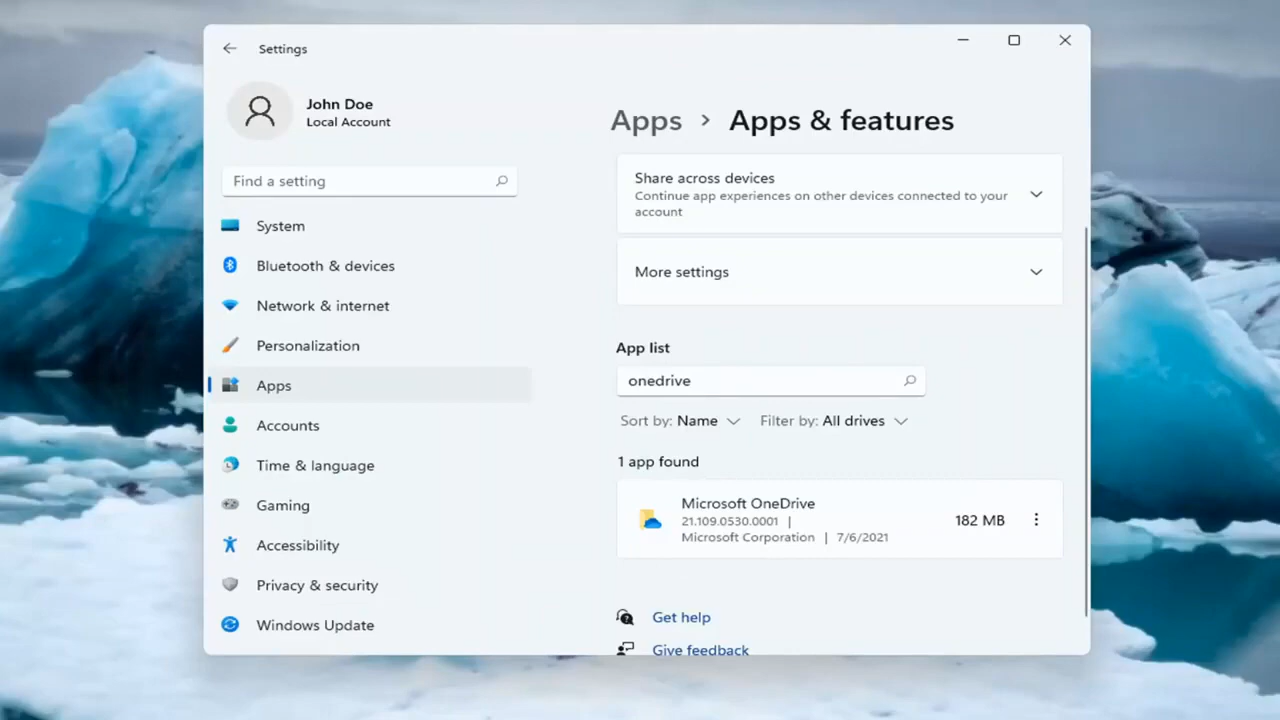 Settings
John Doe
Local Account
Find a setting
System
Bluetooth & devices
Network & internet
Personalization
Apps
Accounts
Time & language
Gaming
Accessibility
Privacy & security
Windows Update
Apps > Apps & features
Share across devices
Continue app experiences on other devices connected to your
account
More settings
App list
onedrive
Sort by: Name Filter by: All drives
1 app found
Microsoft OneDrive
21.109.0530.0001 |
Microsoft Corporation | 7/6/2021
182 MB
Get help
Give feedback